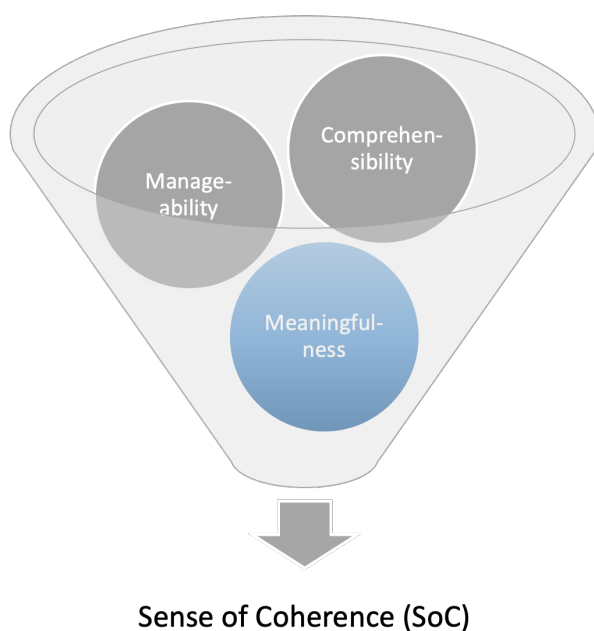 Comprehen-
sibility
Manage-
ability
Meaningful-
ness
Sense of Coherence (SoC)